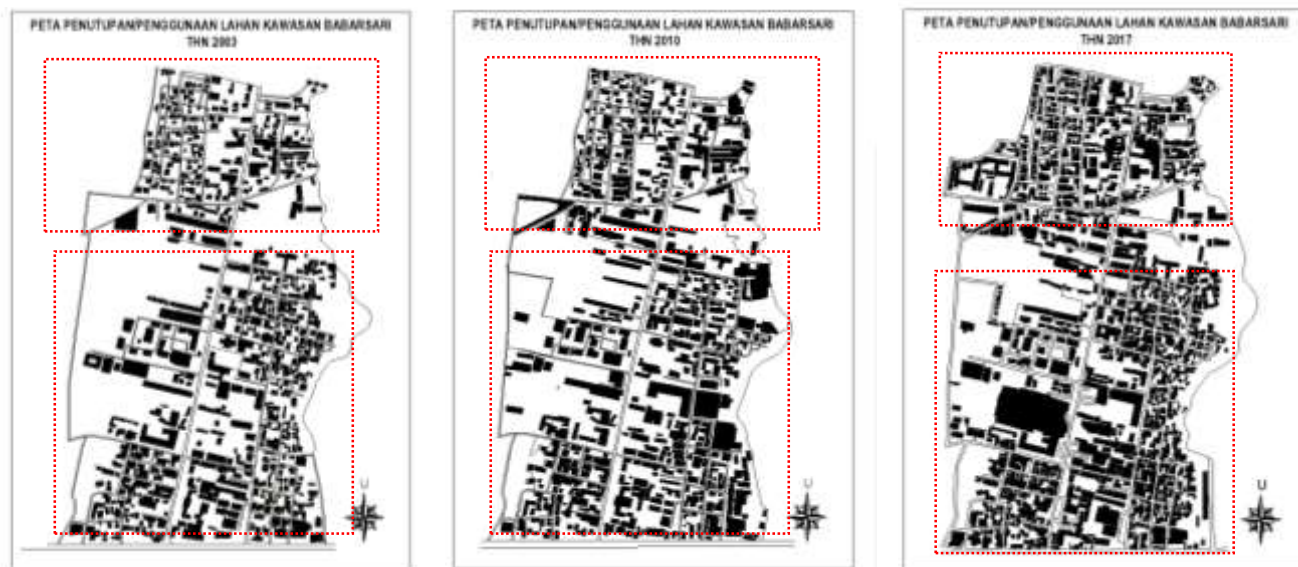 PETA PENUTUPAN/PENGGUNAAN LAHAN KAWASAN BABARSARI
THN 2003
U
PETA PENUTUPAN/PENGGUNAAN LAHAN KAWASAN BABARSARI
THN 2010
U
PETA PENUTUPAN/PENGGUNAAN LAHAN KAWASAN BABARSARI
THN 2017
U